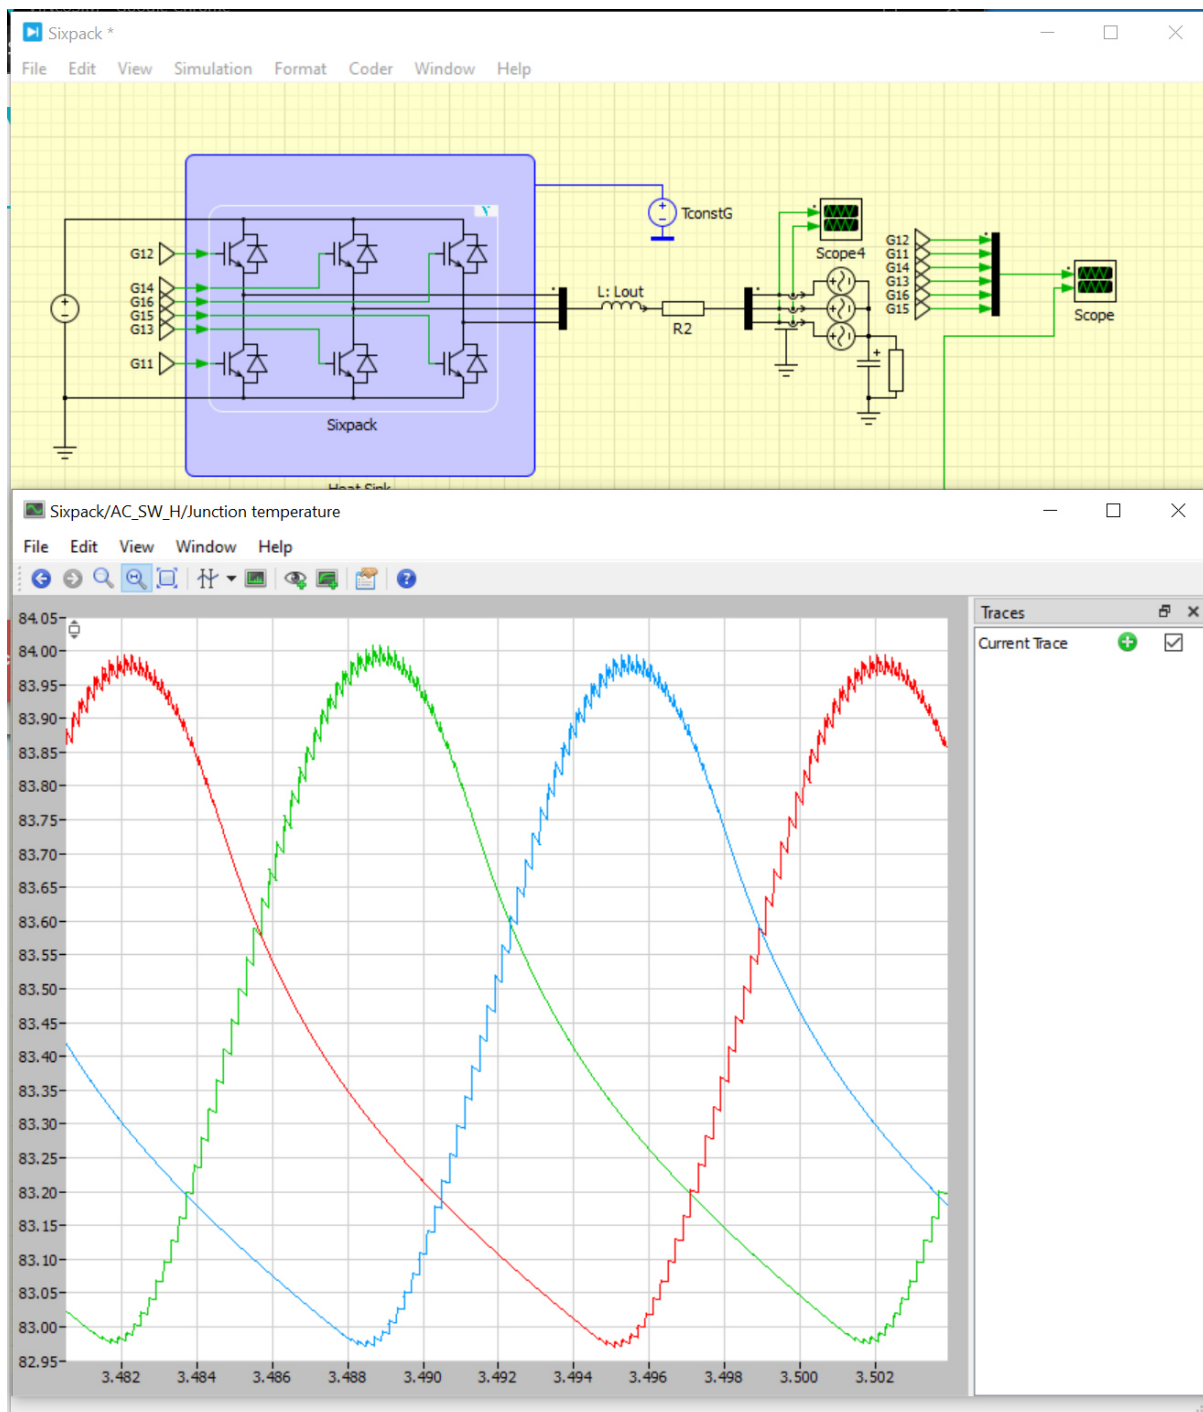 Sixpack *
File Edit View Simulation Format Coder Window Help
TconstG
G12
G14
G16
G15
G13
G11
Sixpack
L: Lout
R2
Scope4
G12
G11
G14
G13
G16
G15
Scope
Heat Sink
Sixpack/AC_SW_H/Junction temperature
File Edit View Window Help
Traces
Current Trace
84.05
84.00
83.95
83.90
83.85
83.80
83.75
83.70
83.65
83.60
83.55
83.50
83.45
83.40
83.35
83.30
83.25
83.20
83.15
83.10
83.05
83.00
82.95
3.482 3.484 3.486 3.488 3.490 3.492 3.494 3.496 3.498 3.500 3.502